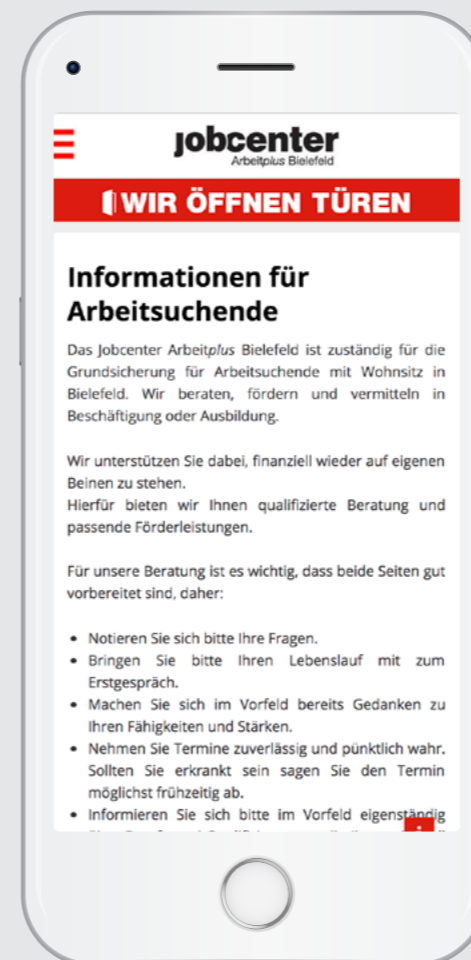 jobcenter
Arbeitplus Bielefeld
WIR ÖFFNEN TÜREN
Informationen für
Arbeitsuchende
Das Jobcenter Arbeitplus Bielefeld ist zuständig für die
Grundsicherung für Arbeitsuchende mit Wohnsitz in
Bielefeld. Wir beraten, fördern und vermitteln in
Beschäftigung oder Ausbildung.
Wir unterstützen Sie dabei, finanziell wieder auf eigenen
Beinen zu stehen.
Hierfür bieten wir Ihnen qualifizierte Beratung und
passende Förderleistungen.
Für unsere Beratung ist es wichtig, dass beide Seiten gut
vorbereitet sind, daher:
• Notieren Sie sich bitte Ihre Fragen.
• Bringen Sie bitte Ihren Lebenslauf mit zum
Erstgespräch.
• Machen Sie sich im Vorfeld bereits Gedanken zu
Ihren Fähigkeiten und Stärken.
• Nehmen Sie Termine zuverlässig und pünktlich wahr.
Sollten Sie erkrankt sein sagen Sie den Termin
möglichst frühzeitig ab.
• Informieren Sie sich bitte im Vorfeld eigenständig